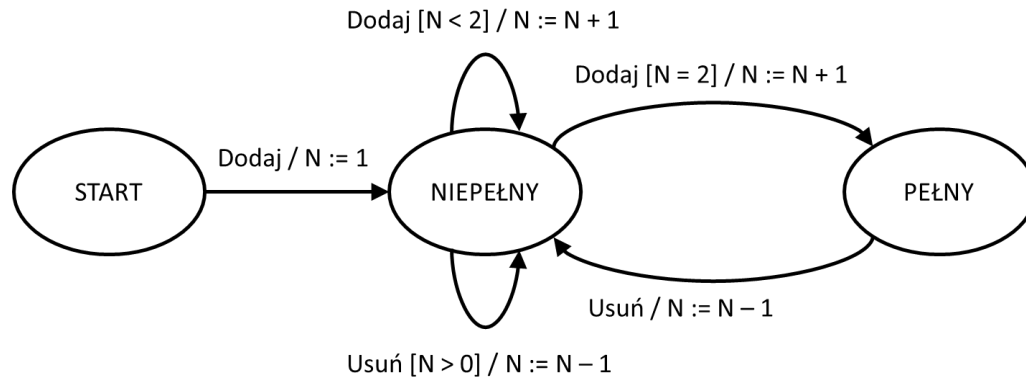 Dodaj [N < 2] / N := N + 1
Dodaj [N = 2] / N := N + 1
Dodaj / N := 1
START
NIEPEŁNY
PEŁNY
Usuń / N := N – 1
Usuń [N > 0] / N := N – 1